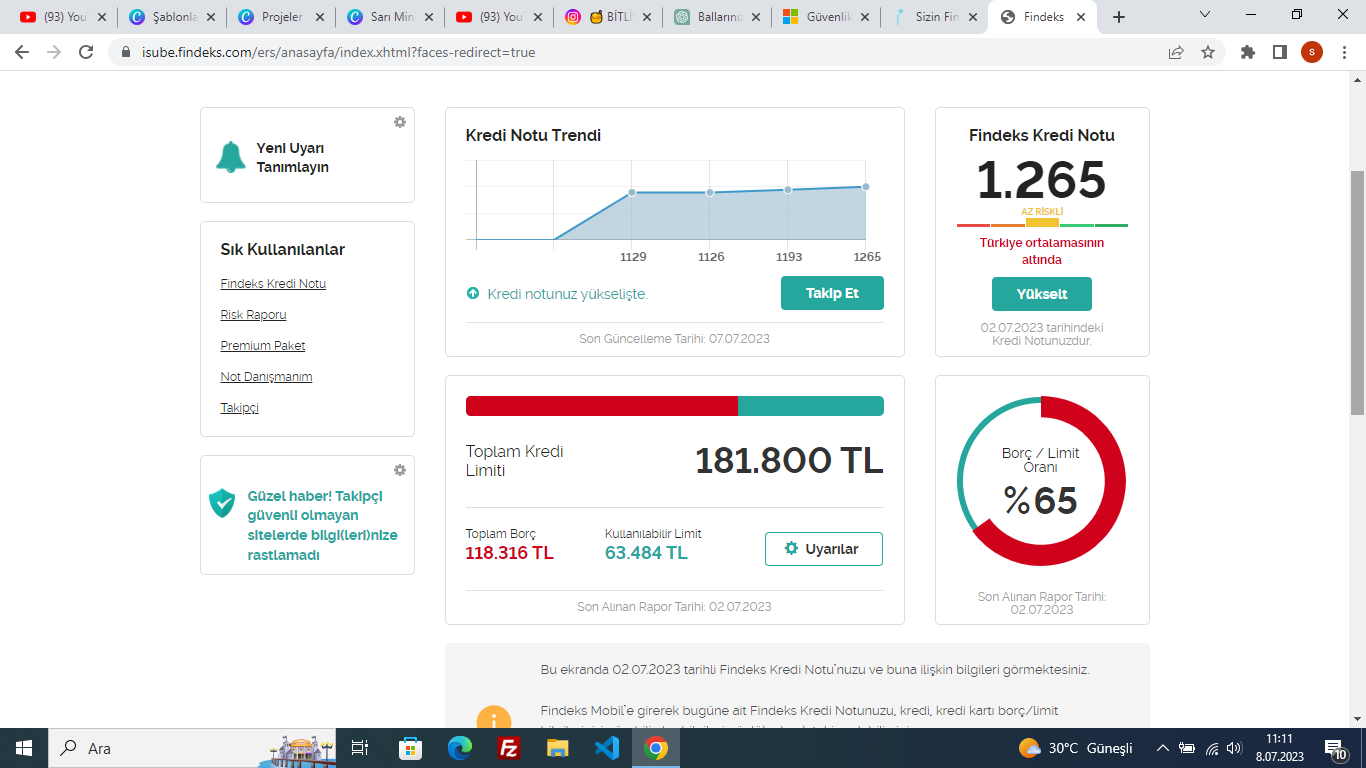 (93) You
Şablonla
Projeler
Sarı Min
(93) You
BİTLİ
Ballarını
Güvenlik
Sizin Fin
Findeks
isube.findeks.com/ers/anasayfa/index.xhtml?faces-redirect=true
s
Yeni Uyarı
Tanımlayın
Sık Kullanılanlar
Findeks Kredi Notu
Risk Raporu
Premium Paket
Not Danışmanım
Takipçi
Güzel haber! Takipçi
güvenli olmayan
sitelerde bilgi(leri)nize
rastlamadı
Kredi Notu Trendi
1129 1126 1193 1265
Kredi notunuz yükselişte.
Takip Et
Son Güncelleme Tarihi: 07.07.2023
Findeks Kredi Notu
1.265
AZ RİSKLİ
Türkiye ortalamasının
altında
Yükselt
02.07.2023 tarihindeki
Kredi Notunuzdur.
Toplam Kredi
Limiti
181.800 TL
Toplam Borç
118.316 TL
Kullanılabilir Limit
63.484 TL
Uyarılar
Son Alınan Rapor Tarihi: 02.07.2023
Borç / Limit
Oranı
%65
Son Alınan Rapor Tarihi:
02.07.2023
Bu ekranda 02.07.2023 tarihli Findeks Kredi Notu'nuzu ve buna ilişkin bilgileri görmektesiniz.
Findeks Mobil'e girerek bugüne ait Findeks Kredi Notunuzu, kredi, kredi kartı borç/limit
Ara
30°C Güneşli
11:11
8.07.2023
10